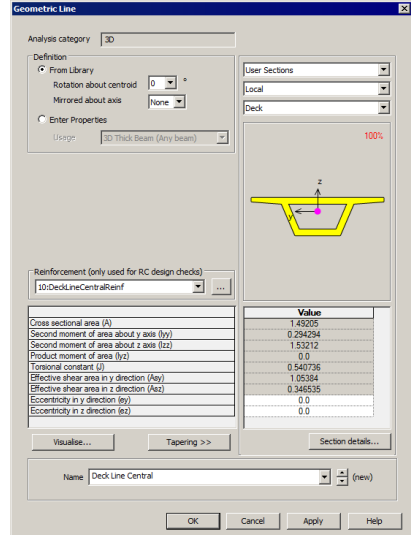 Geometric Line
Analysis category 3D
Definition
From Library
Rotation about centroid 0 °
Mirrored about axis None
Enter Properties
Usage 3D Thick Beam (Any beam)
User Sections
Local
Deck
100%
z
y
Reinforcement (only used for RC design checks)
10:DeckLineCentralReinf ...
Value
Cross sectional area (A) 1.49205
Second moment of area about y axis (Iyy) 0.294294
Second moment of area about z axis (Izz) 1.53212
Product moment of area (Iyz) 0.0
Torsional constant (J) 0.540736
Effective shear area in y direction (Asy) 1.05384
Effective shear area in z direction (Asz) 0.346535
Eccentricity in y direction (ey) 0.0
Eccentricity in z direction (ez) 0.0
Visualise... Tapering >> Section details...
Name Deck Line Central (new)
OK Cancel Apply Help